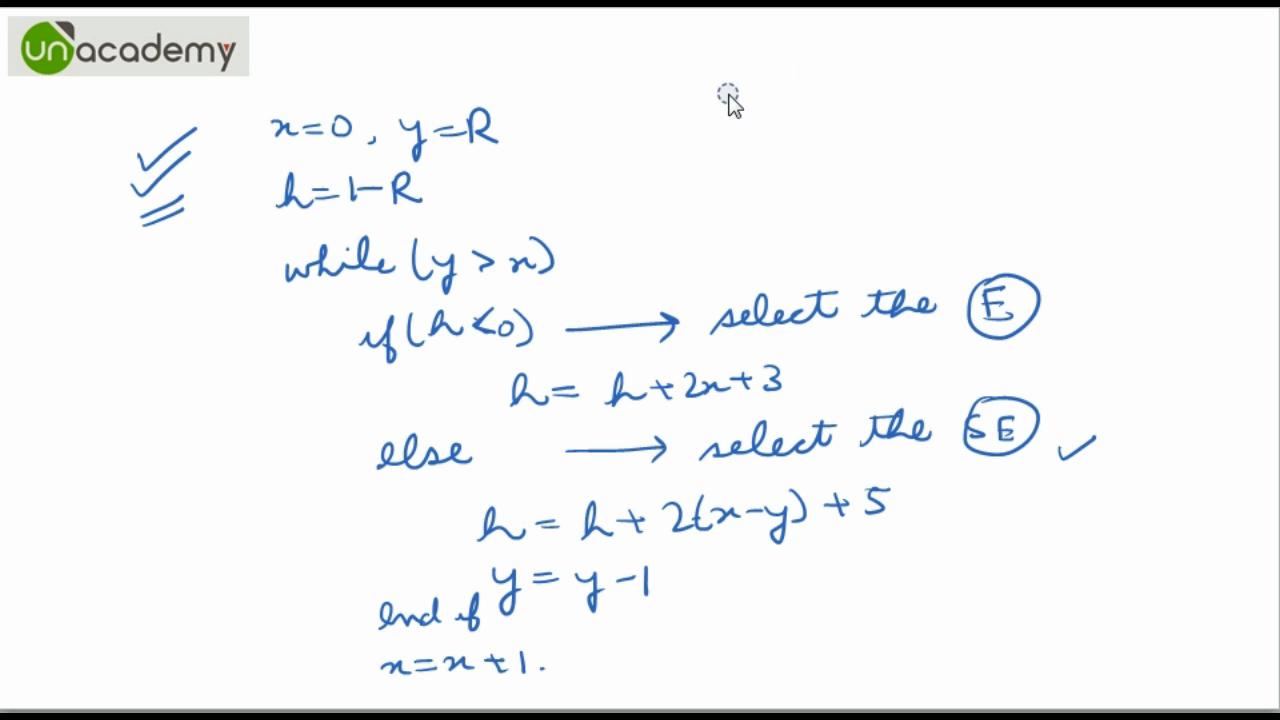 unacademy
x=0, y=R
h=1-R
while (y > x)
if (h<0) → select the E
h = h+2x+3
else → select the SE
h = h+ 2(x-y) + 5
y = y-1
end if
x=x+1.